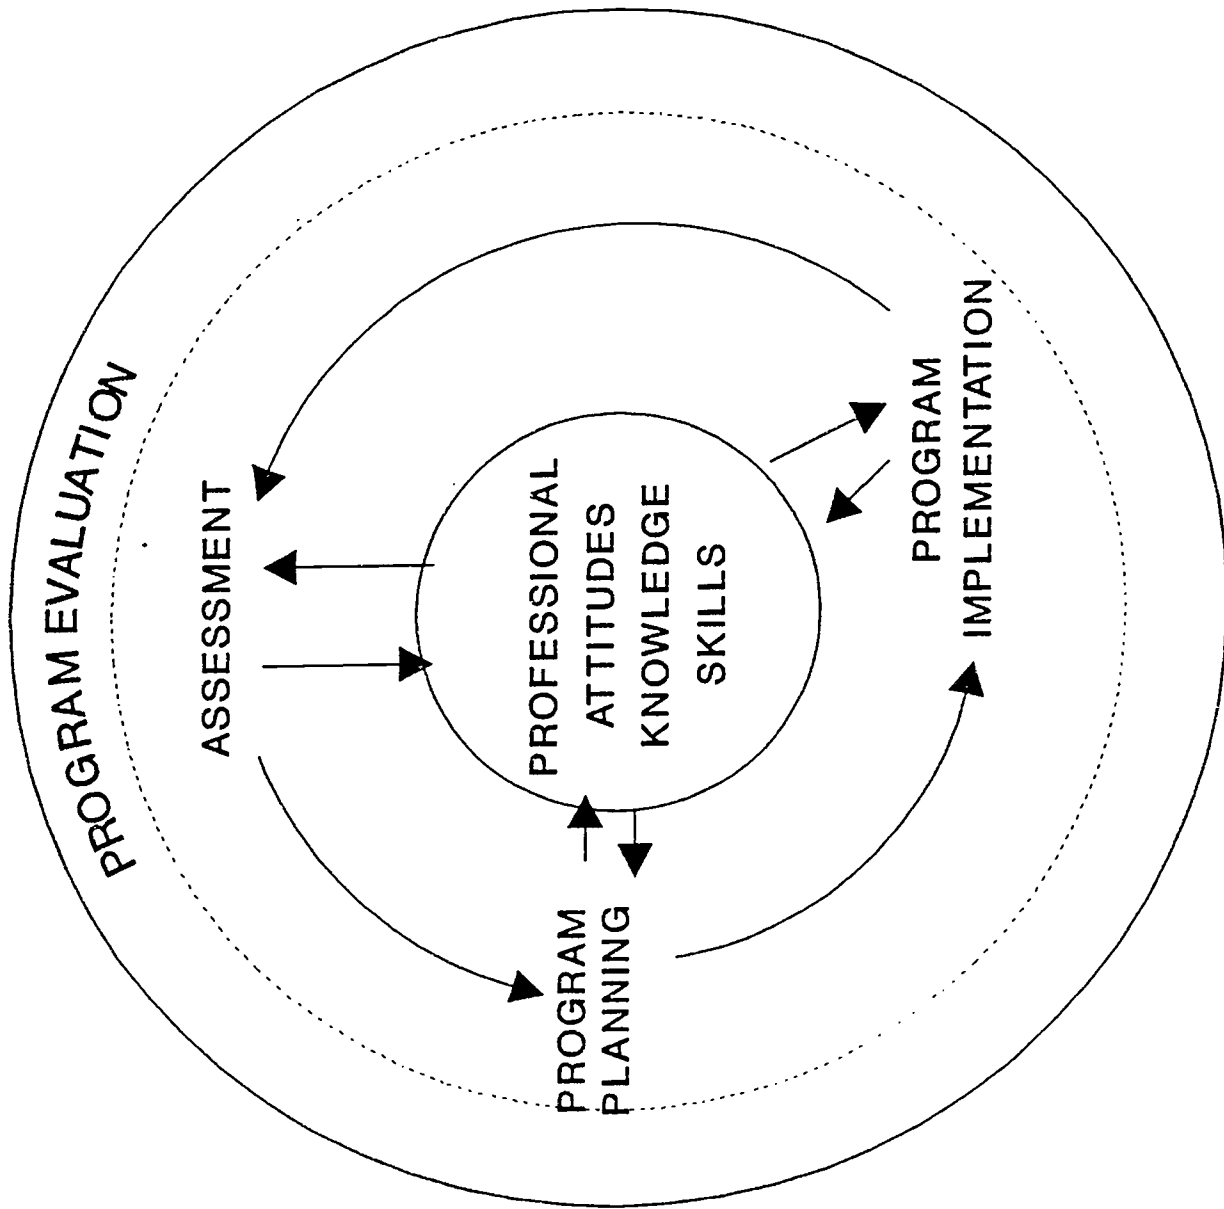 PROGRAM EVALUATION
ASSESSMENT
PROFESSIONAL
ATTITUDES
KNOWLEDGE
SKILLS
PROGRAM
PLANNING
PROGRAM
IMPLEMENTATION